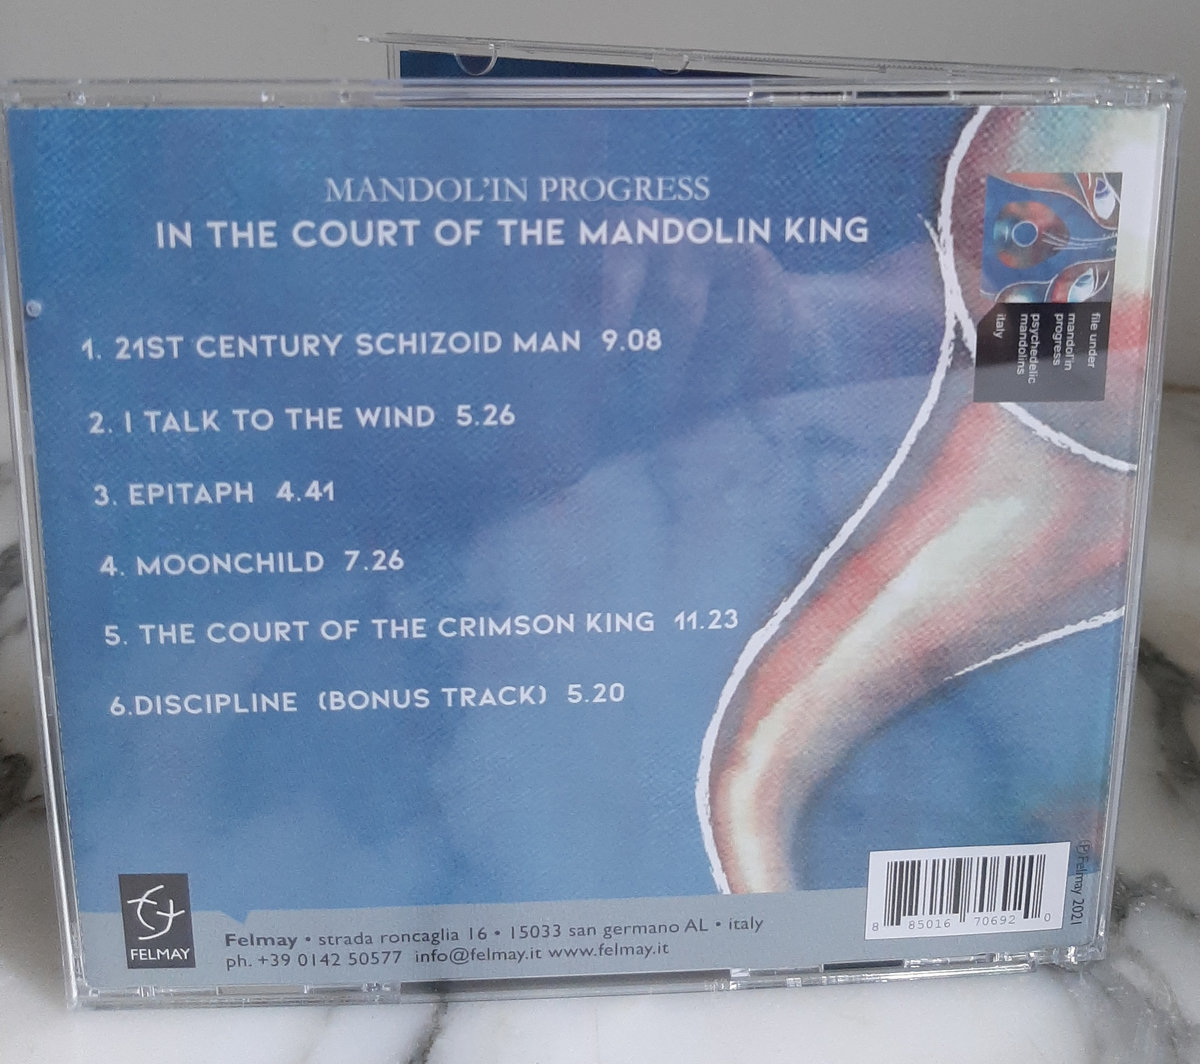 MANDOL'IN PROGRESS
IN THE COURT OF THE MANDOLIN KING
1. 21ST CENTURY SCHIZOID MAN 9.08
2. I TALK TO THE WIND 5.26
3. EPITAPH 4.41
4. MOONCHILD 7.26
5. THE COURT OF THE CRIMSON KING 11.23
6.DISCIPLINE (BONUS TRACK) 5.20
file under
mandol'in
progress
psychedelic
mandolins
italy
FELMAY
Felmay • strada roncaglia 16 • 15033 san germano AL • italy
ph. +39 0142 50577 info@felmay.it www.felmay.it
8 85016 70692 0
(P) Felmay 2021